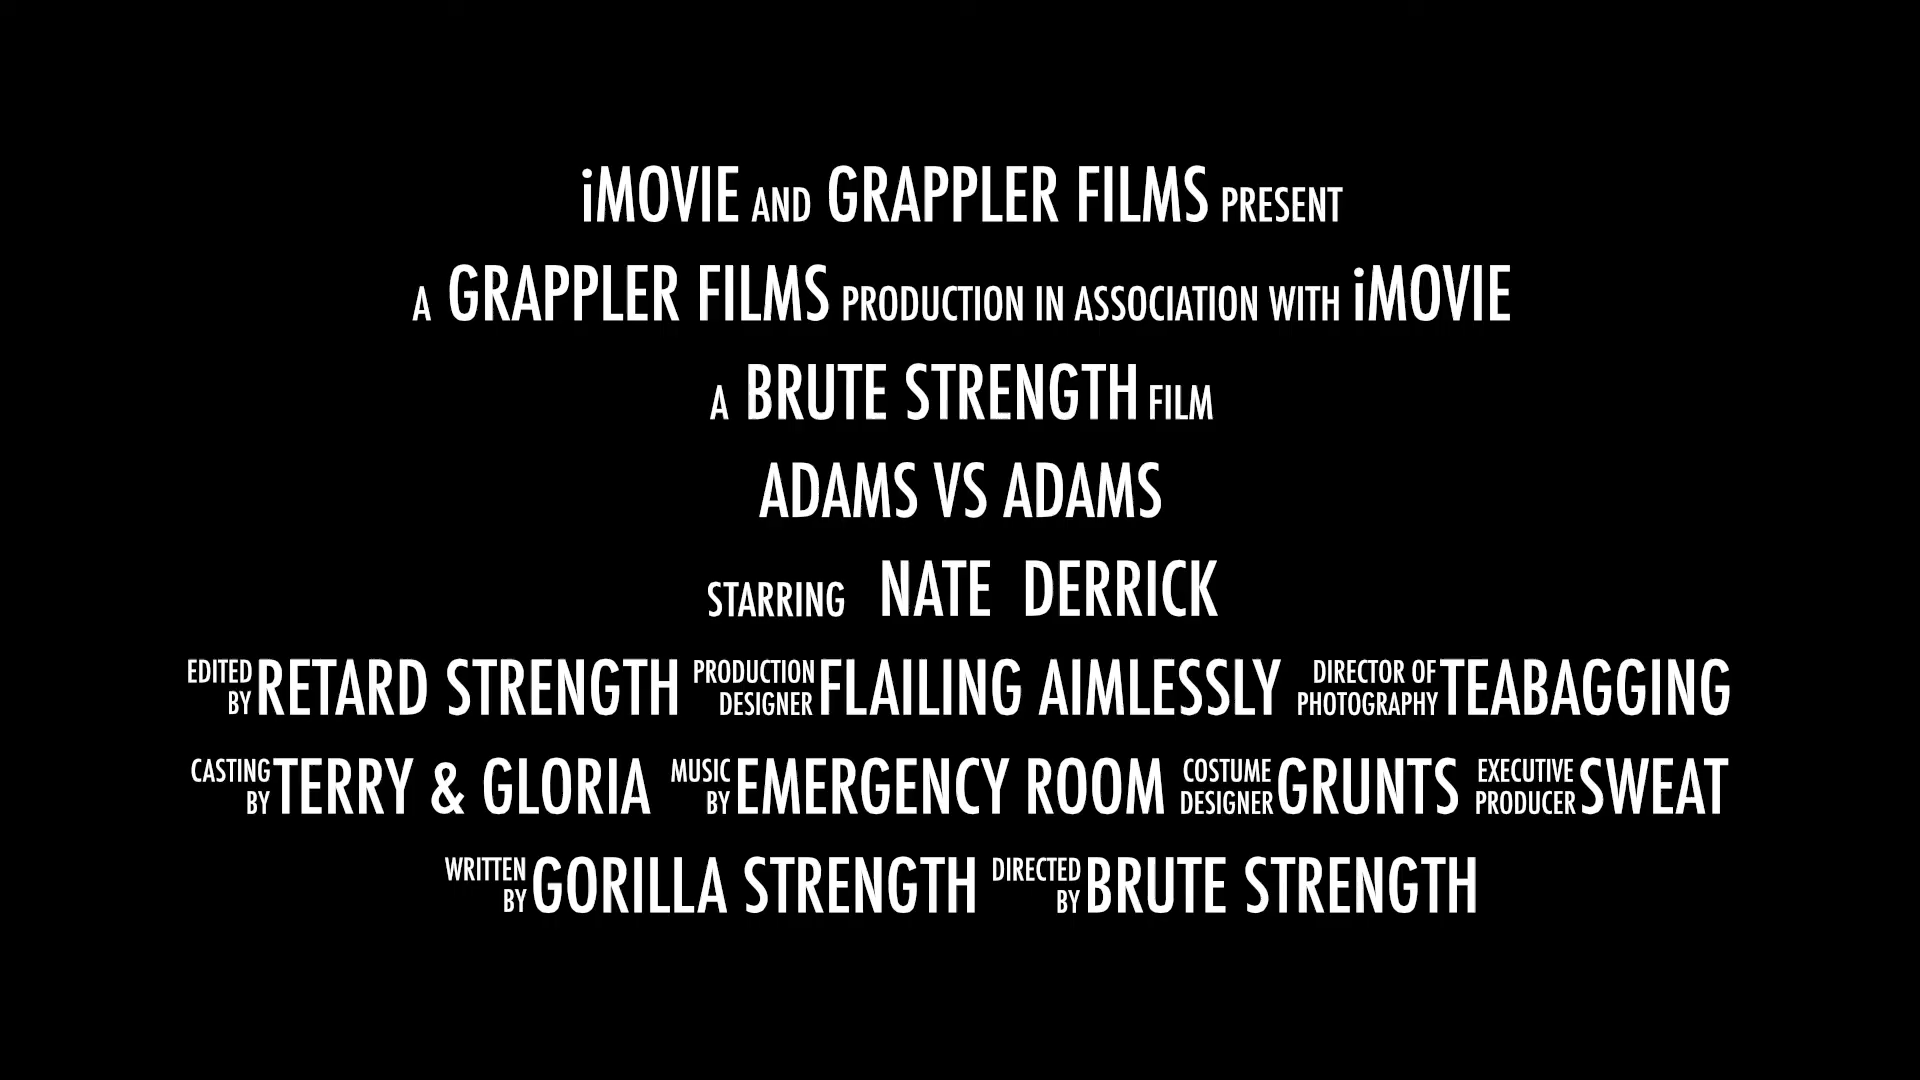 iMOVIE AND GRAPPLER FILMS PRESENT
A GRAPPLER FILMS PRODUCTION IN ASSOCIATION WITH iMOVIE
A BRUTE STRENGTH FILM
ADAMS VS ADAMS
STARRING NATE DERRICK
EDITED BY RETARD STRENGTH PRODUCTION DESIGNER FLAILING AIMLESSLY DIRECTOR OF PHOTOGRAPHY TEABAGGING
CASTING BY TERRY & GLORIA MUSIC BY EMERGENCY ROOM COSTUME DESIGNER GRUNTS EXECUTIVE PRODUCER SWEAT
WRITTEN BY GORILLA STRENGTH DIRECTED BY BRUTE STRENGTH